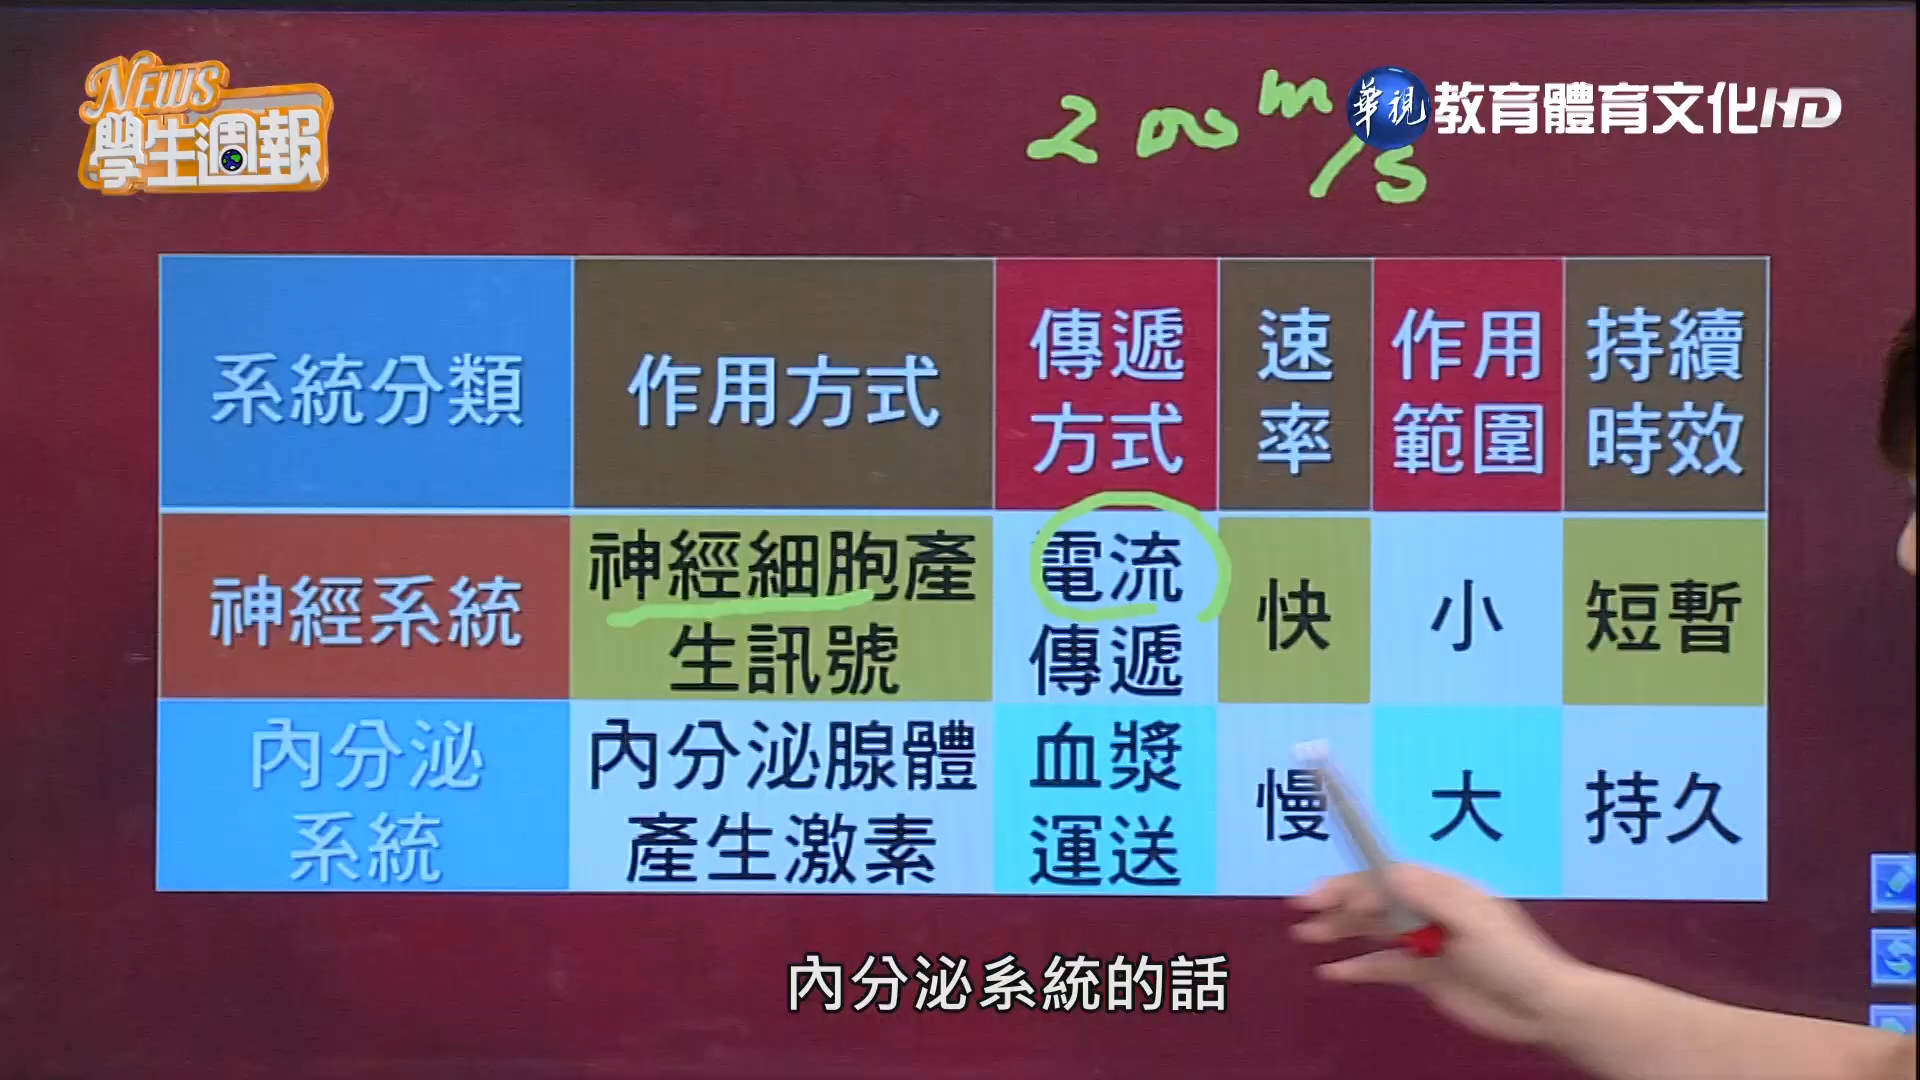 NEWS
學生週報
200 m/s
華視 教育體育文化HD
系統分類
作用方式
傳遞
方式
速
率
作用
範圍
持續
時效
神經系統
神經細胞產
生訊號
電流
傳遞
快
小
短暫
內分泌
系統
內分泌腺體
產生激素
血漿
運送
慢
大
持久
內分泌系統的話